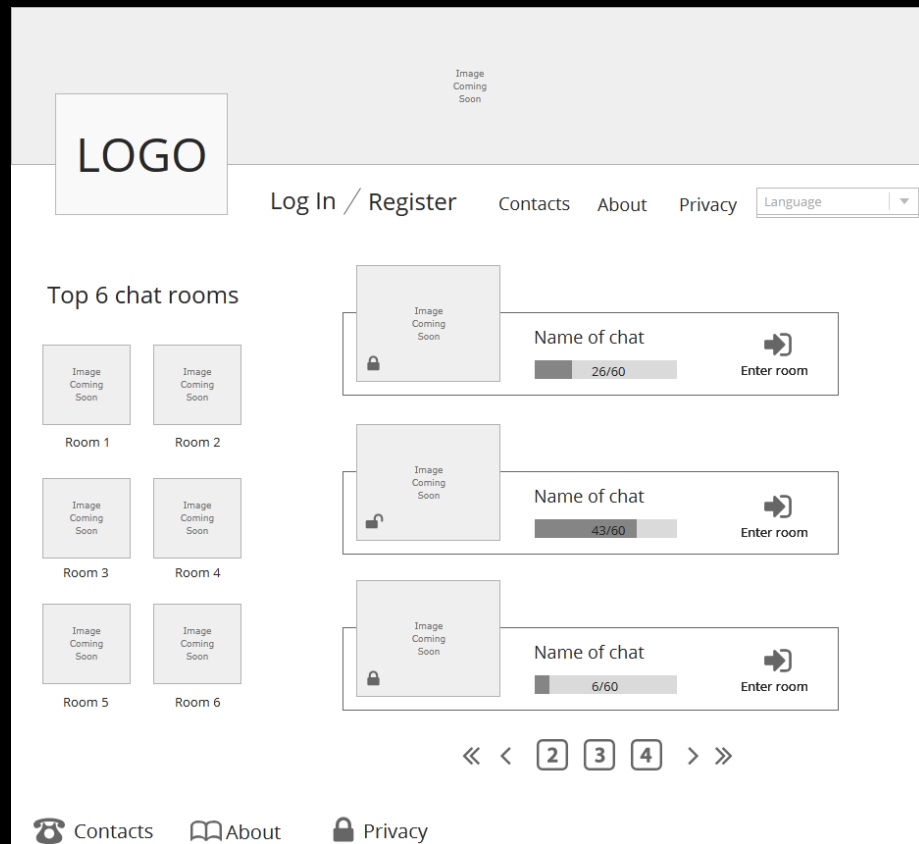 Image
Coming
Soon
LOGO
Log In / Register
Contacts
About
Privacy
Language
Top 6 chat rooms
Image
Coming
Soon
Room 1
Image
Coming
Soon
Room 2
Image
Coming
Soon
Room 3
Image
Coming
Soon
Room 4
Image
Coming
Soon
Room 5
Image
Coming
Soon
Room 6
Image
Coming
Soon
Name of chat
26/60
Enter room
Image
Coming
Soon
Name of chat
43/60
Enter room
Image
Coming
Soon
Name of chat
6/60
Enter room
2 3 4
Contacts
About
Privacy